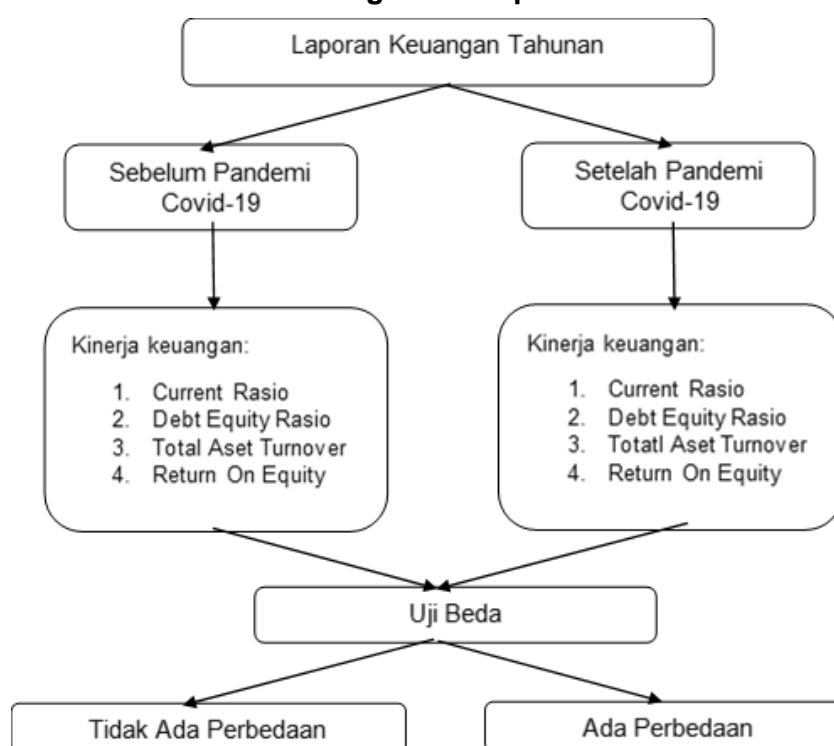 Laporan Keuangan Tahunan
Sebelum Pandemi
Covid-19
Setelah Pandemi
Covid-19
Kinerja keuangan:
1. Current Rasio
2. Debt Equity Rasio
3. Total Aset Turnover
4. Return On Equity
Kinerja keuangan:
1. Current Rasio
2. Debt Equity Rasio
3. Totatl Aset Turnover
4. Return On Equity
Uji Beda
Tidak Ada Perbedaan
Ada Perbedaan